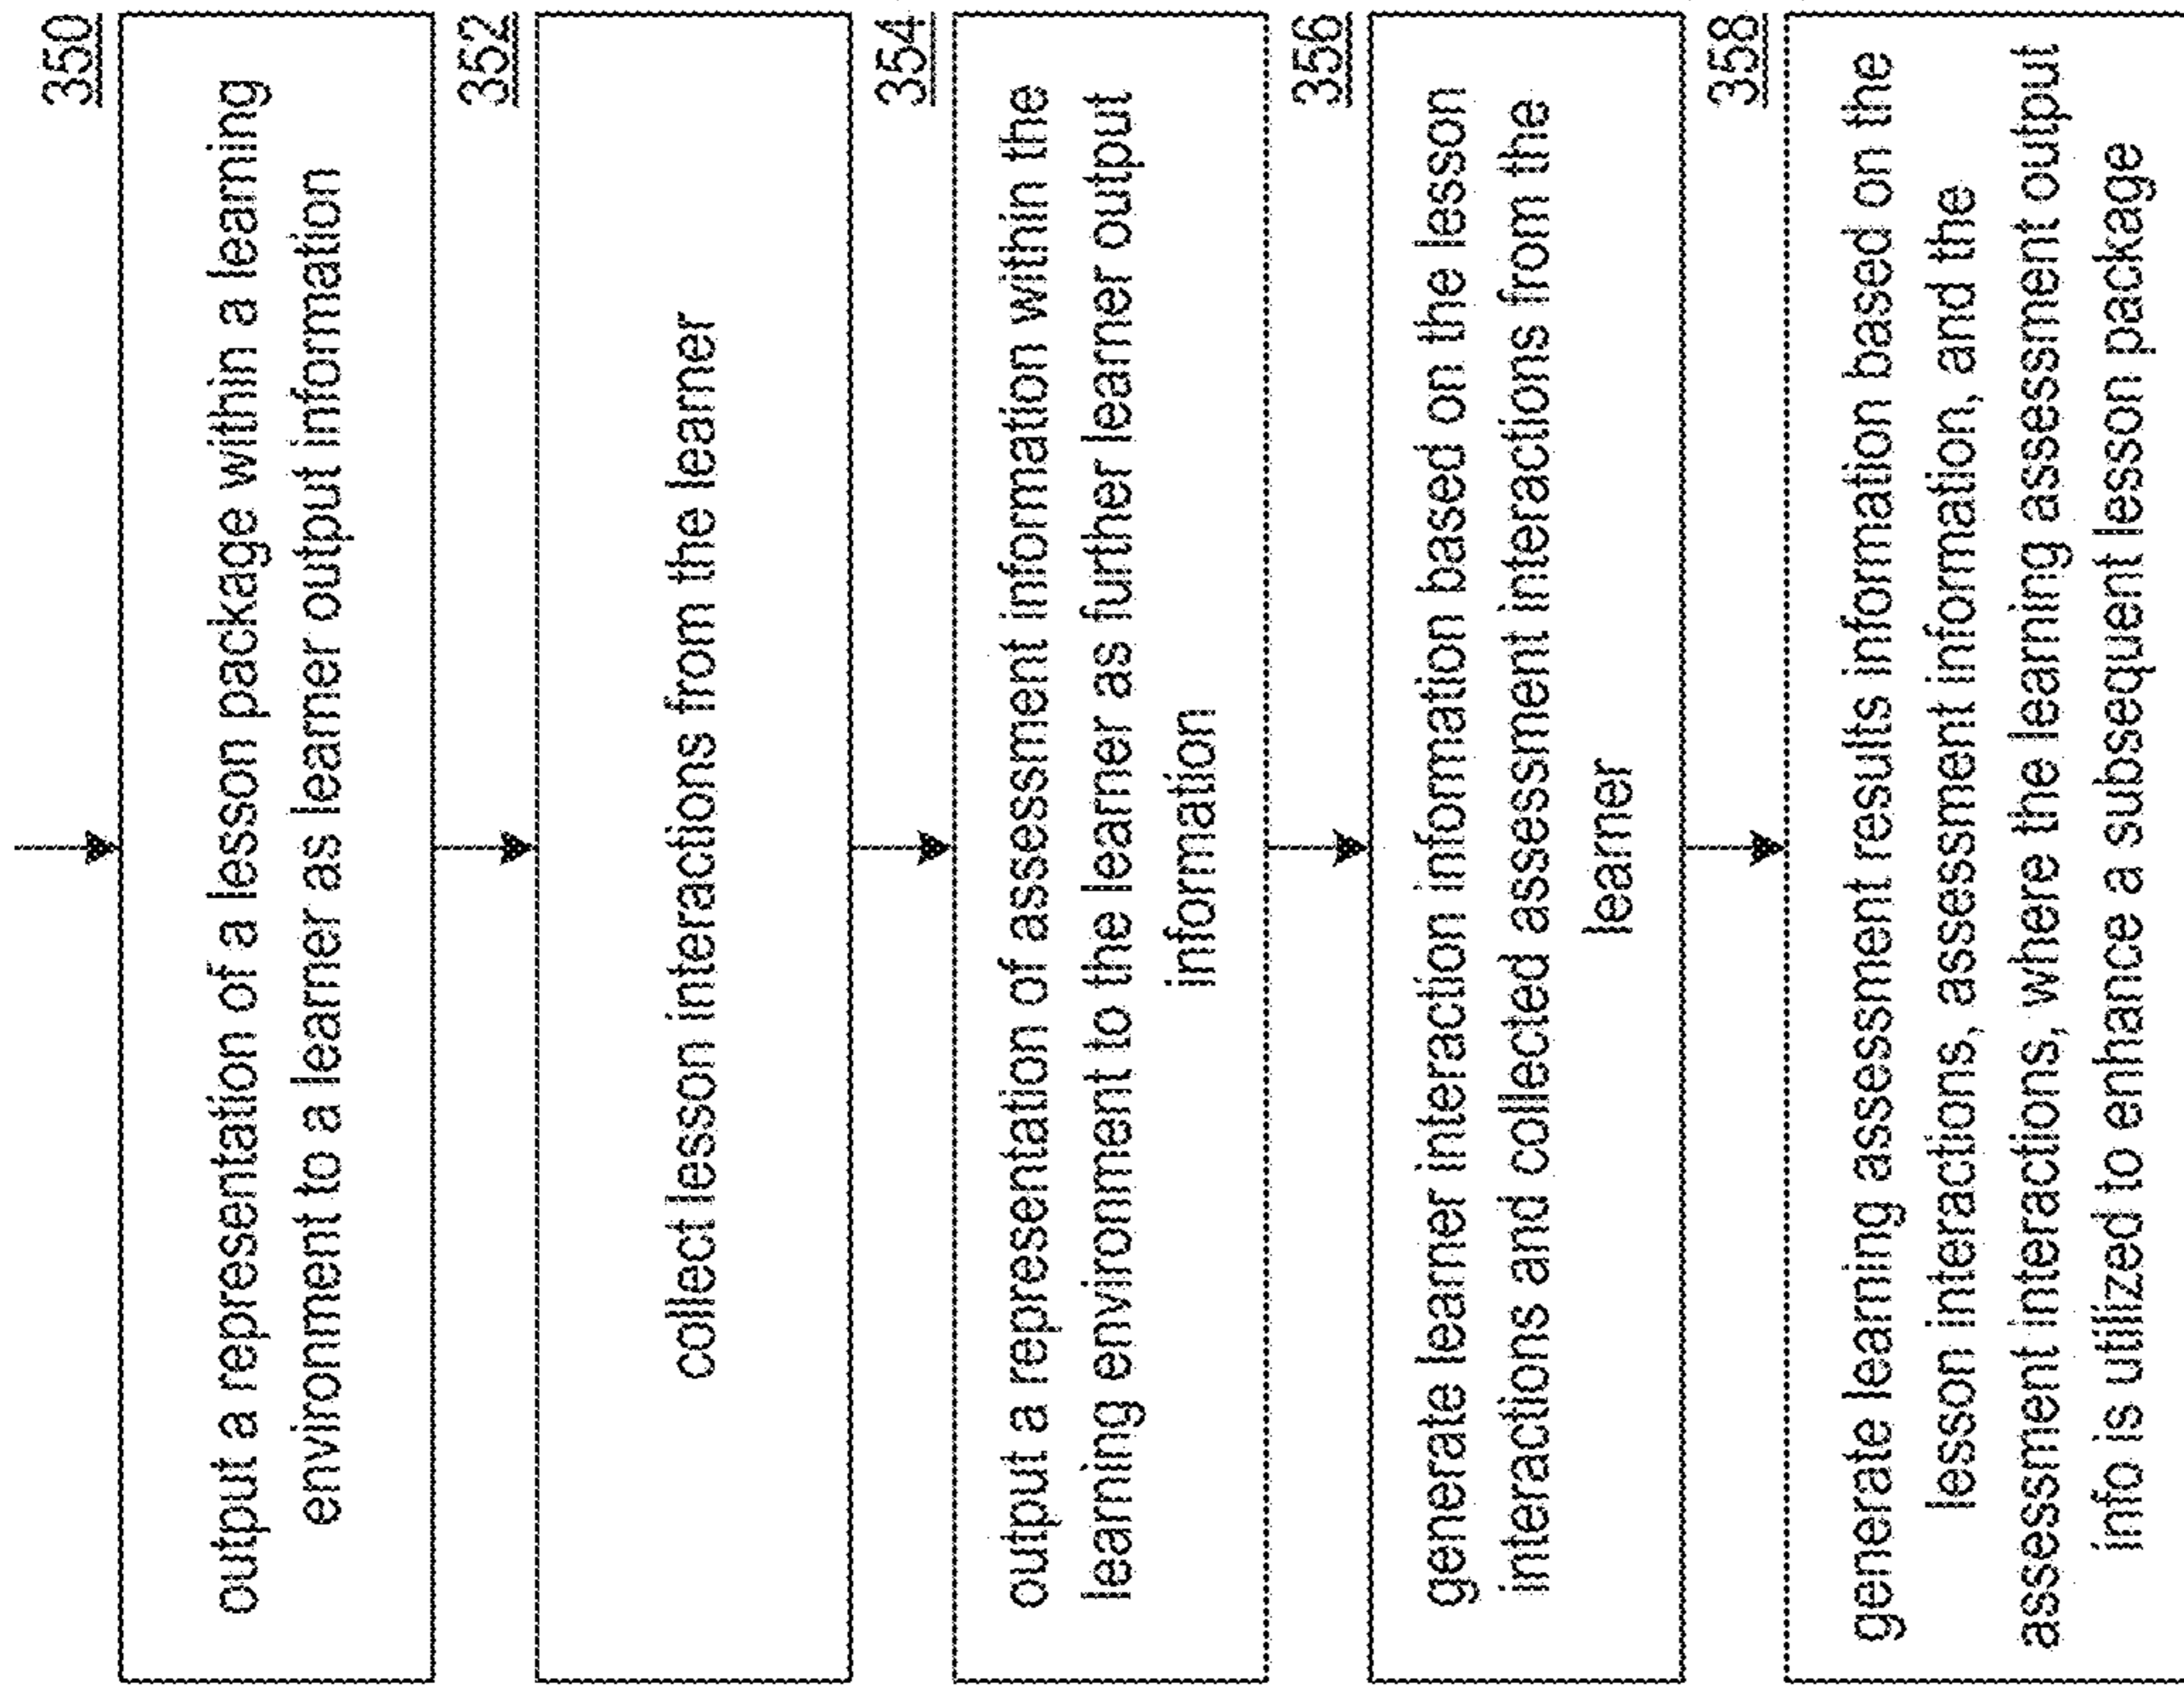 350
output a representation of a lesson package within a learning
environment to a learner as learner output information
352
collect lesson interactions from the learner
354
output a representation of assessment information within the
learning environment to the learner as further learner output
information
356
generate learner interaction information based on the lesson
interactions and collected assessment interactions from the
learner
358
generate learning assessment results information based on the
lesson interactions, assessment information, and the
assessment interactions, where the learning assessment output
info is utilized to enhance a subsequent lesson package